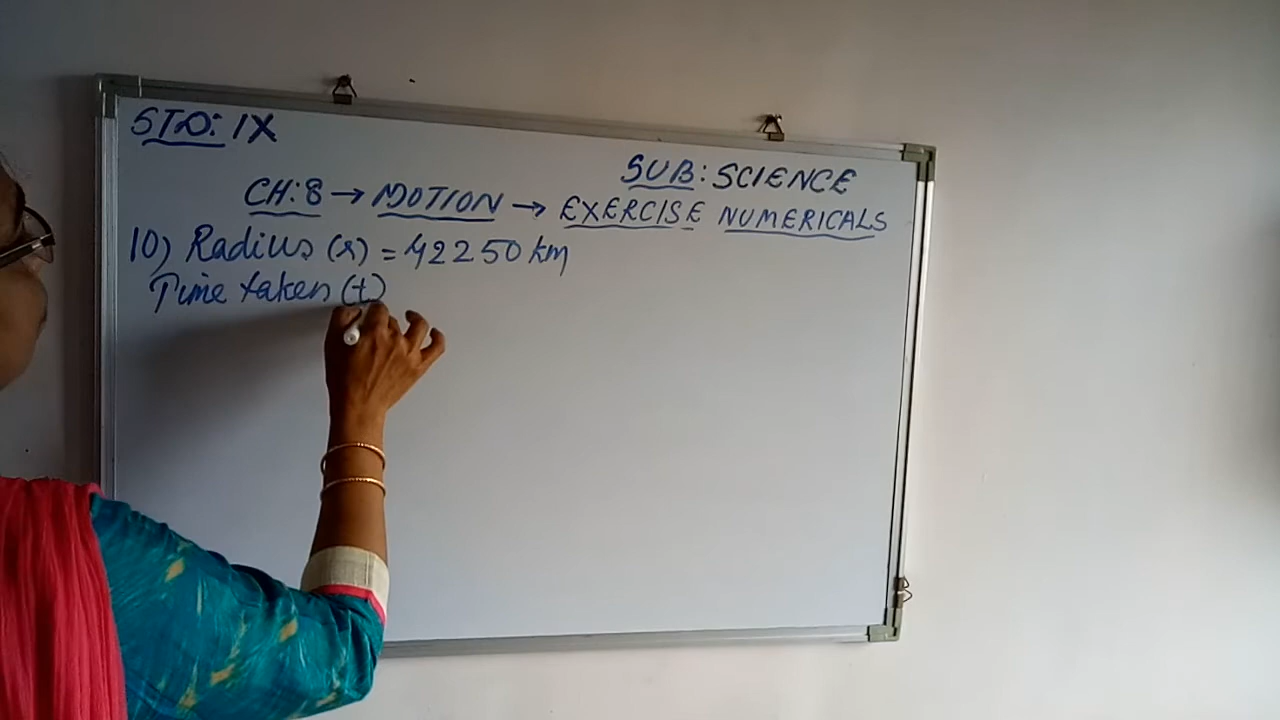 STD: IX
SUB: SCIENCE
CH:8 → MOTION → EXERCISE NUMERICALS
10) Radius (r) = 42250 km
Time taken (t)